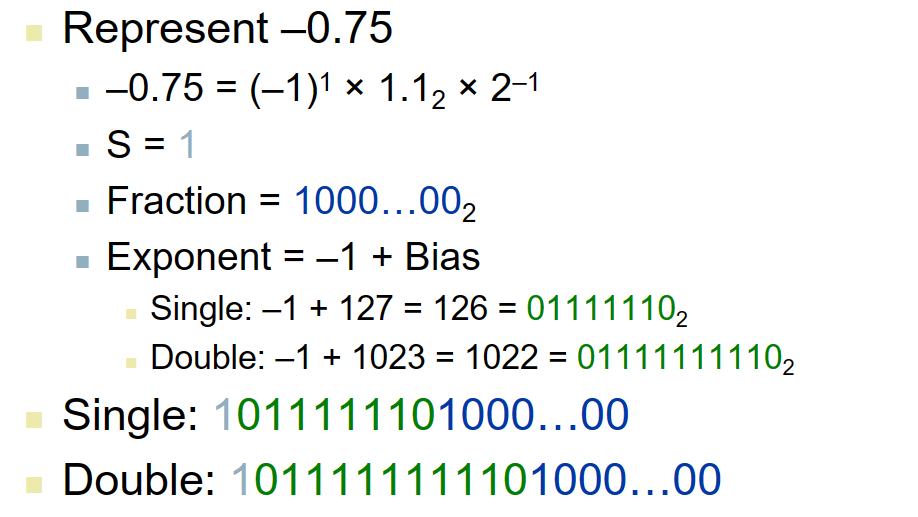 Represent –0.75
–0.75 = (–1)¹ × 1.1₂ × 2⁻¹
S = 1
Fraction = 1000…00₂
Exponent = –1 + Bias
Single: –1 + 127 = 126 = 01111110₂
Double: –1 + 1023 = 1022 = 01111111110₂
Single: 1011111101000…00
Double: 1011111111101000…00